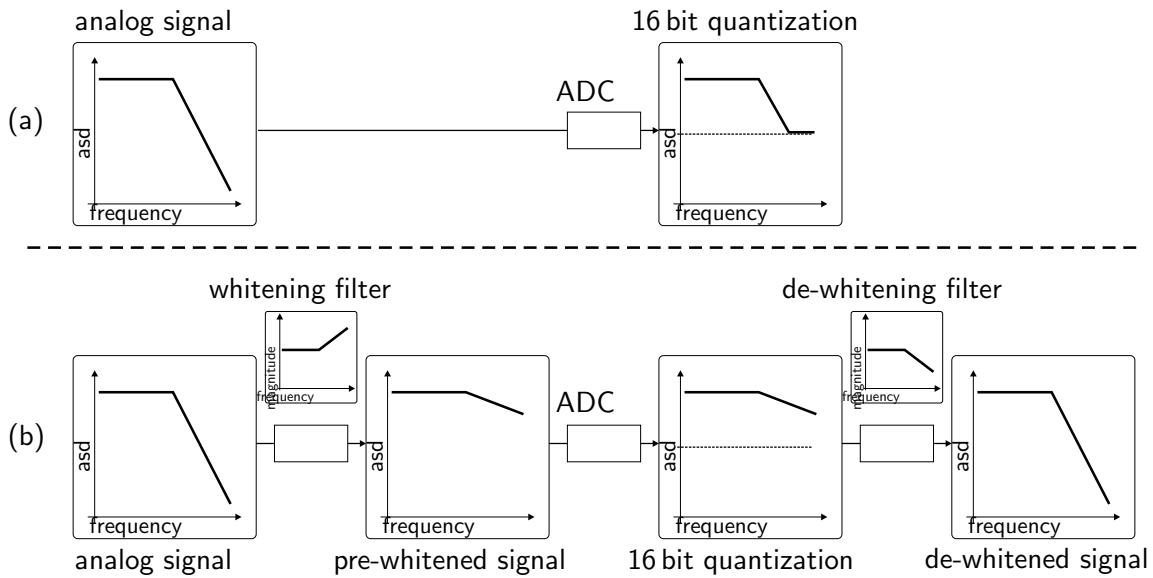 analog signal
16 bit quantization
(a)
asd
frequency
ADC
asd
frequency
whitening filter
de-whitening filter
magnitude
frequency
magnitude
frequency
(b)
asd
frequency
asd
frequency
ADC
asd
frequency
asd
frequency
analog signal
pre-whitened signal
16 bit quantization
de-whitened signal